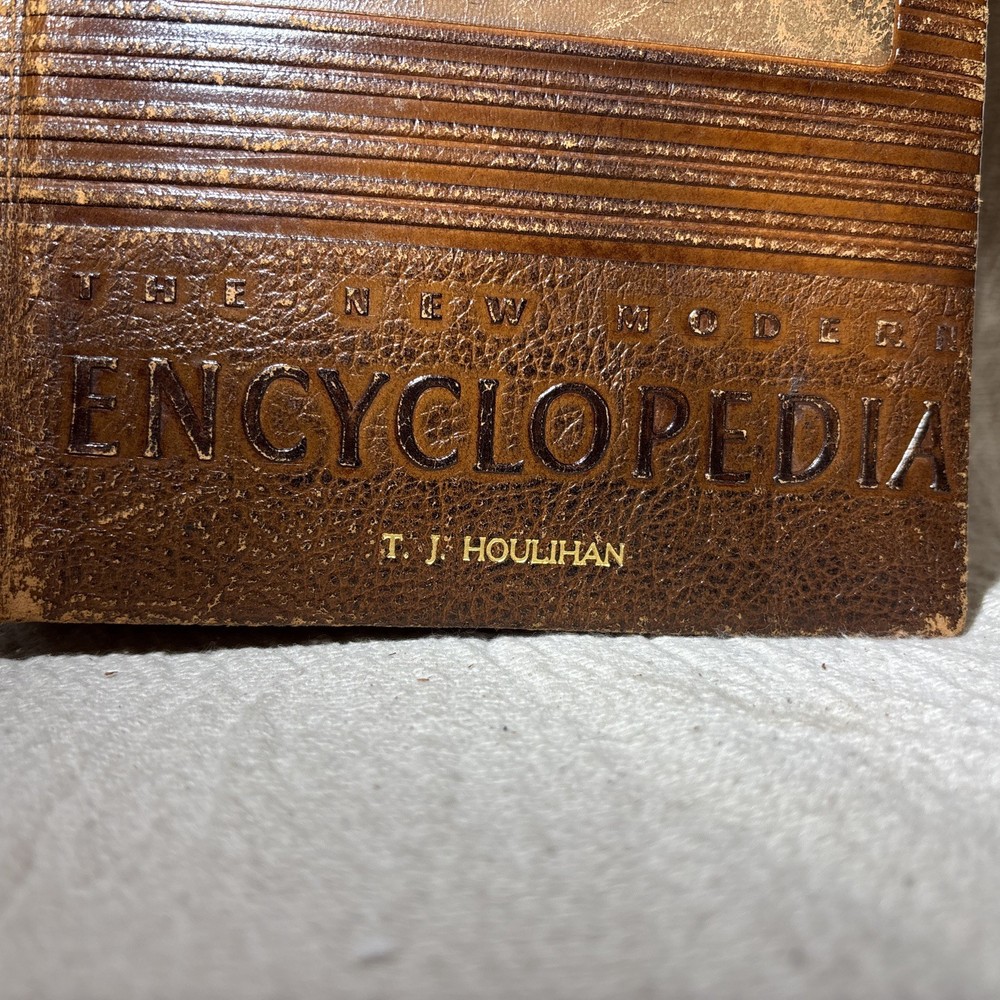 THE NEW MODERN
ENCYCLOPEDIA
T. J. HOULIHAN